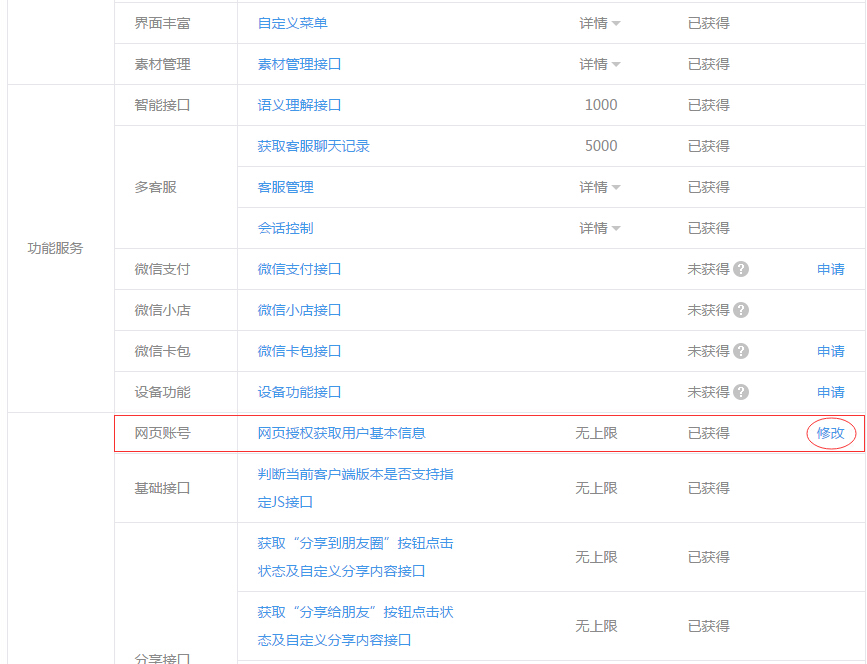 界面丰富 自定义菜单 详情 已获得
素材管理 素材管理接口 详情 已获得
功能服务
智能接口 语义理解接口 1000 已获得
多客服
获取客服聊天记录 5000 已获得
客服管理 详情 已获得
会话控制 详情 已获得
微信支付 微信支付接口 未获得 ? 申请
微信小店 微信小店接口 未获得 ?
微信卡包 微信卡包接口 未获得 ? 申请
设备功能 设备功能接口 未获得 ? 申请
网页账号 网页授权获取用户基本信息 无上限 已获得 修改
基础接口 判断当前客户端版本是否支持指 无上限 已获得
定JS接口
分享接口
获取“分享到朋友圈”按钮点击 无上限 已获得
状态及自定义分享内容接口
获取“分享给朋友”按钮点击状 无上限 已获得
态及自定义分享内容接口